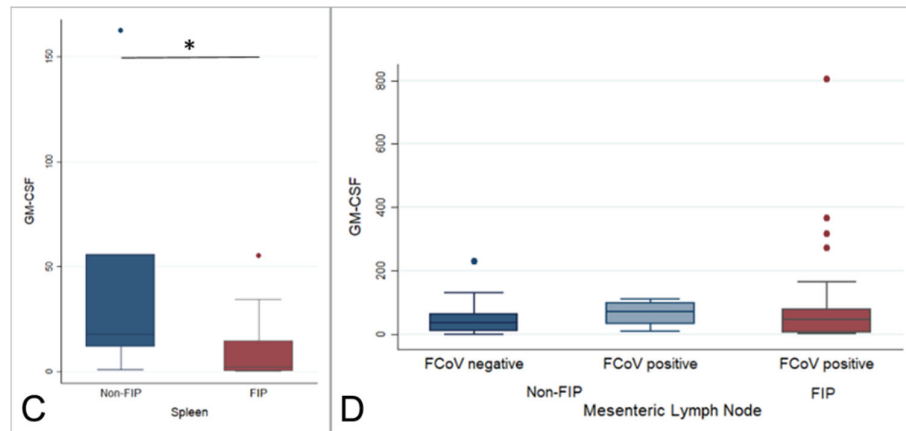 *
GM-CSF
150
100
50
0
Non-FIP FIP
Spleen
C
GM-CSF
800
600
400
200
0
FCoV negative FCoV positive FCoV positive
Non-FIP FIP
Mesenteric Lymph Node
D